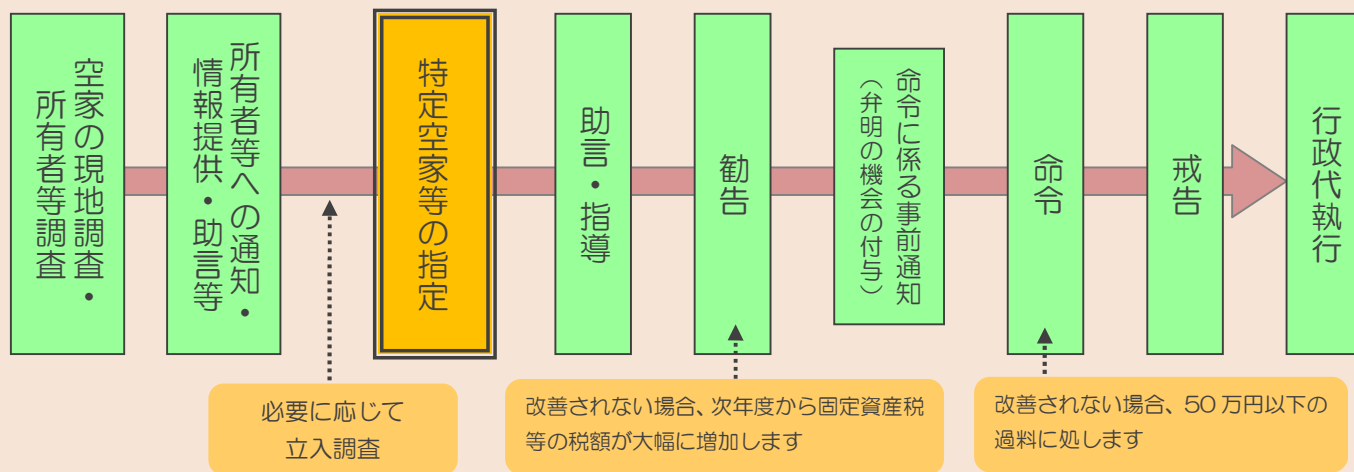 空家の現地調査・
所有者等調査
所有者等への通知・
情報提供・助言等
特定空家等の指定
助言・指導
勧告
命令に係る事前通知
（弁明の機会の付与）
命令
戒告
行政代執行
必要に応じて
立入調査
改善されない場合、次年度から固定資産税
等の税額が大幅に増加します
改善されない場合、50万円以下の
過料に処します